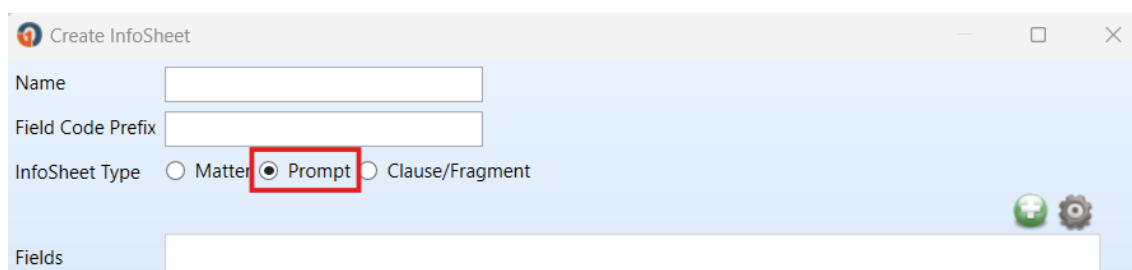 Create InfoSheet
Name
Field Code Prefix
InfoSheet Type Matter Prompt Clause/Fragment
Fields